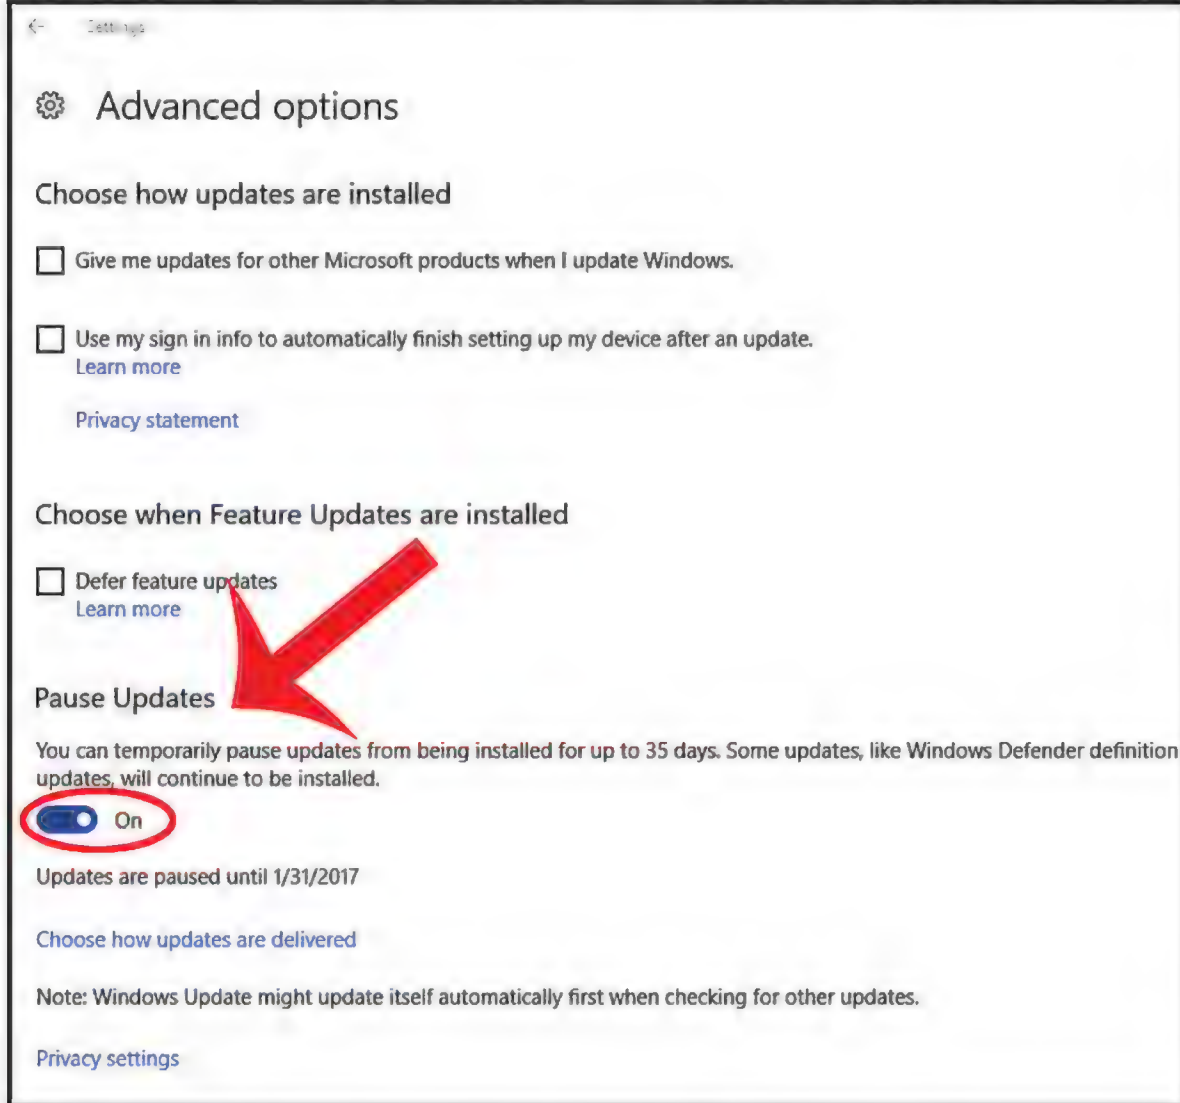 Settings
Advanced options
Choose how updates are installed
Give me updates for other Microsoft products when I update Windows.
Use my sign in info to automatically finish setting up my device after an update.
Learn more
Privacy statement
Choose when Feature Updates are installed
Defer feature updates
Learn more
Pause Updates
You can temporarily pause updates from being installed for up to 35 days. Some updates, like Windows Defender definition
updates, will continue to be installed.
On
Updates are paused until 1/31/2017
Choose how updates are delivered
Note: Windows Update might update itself automatically first when checking for other updates.
Privacy settings